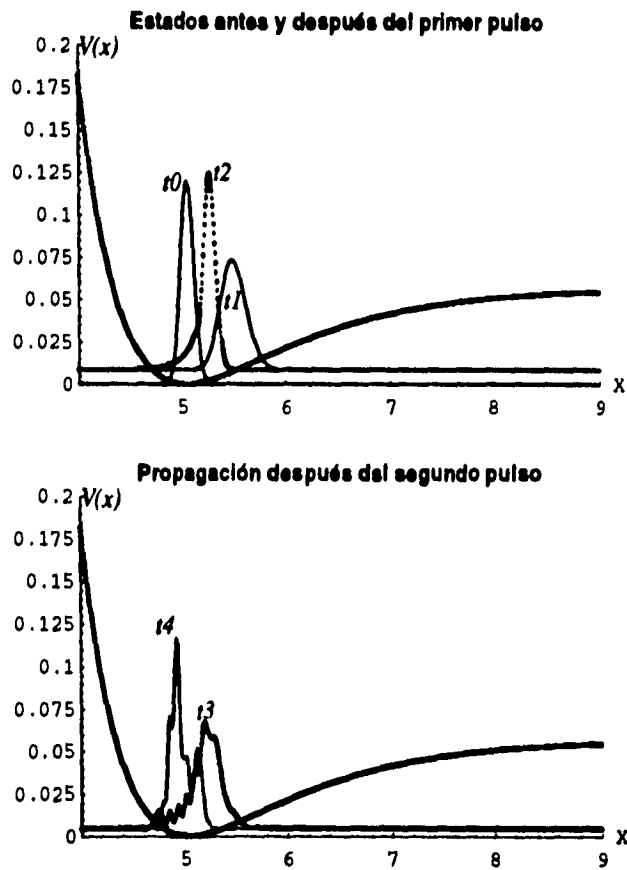 Estados antes y después del primer pulso
V(x)
0.2
0.175
0.15
0.125
0.1
0.075
0.05
0.025
0
t0
t2
t1
5
6
7
8
9
X
Propagación después del segundo pulso
V(x)
0.2
0.175
0.15
0.125
0.1
0.075
0.05
0.025
0
t4
t3
5
6
7
8
9
X